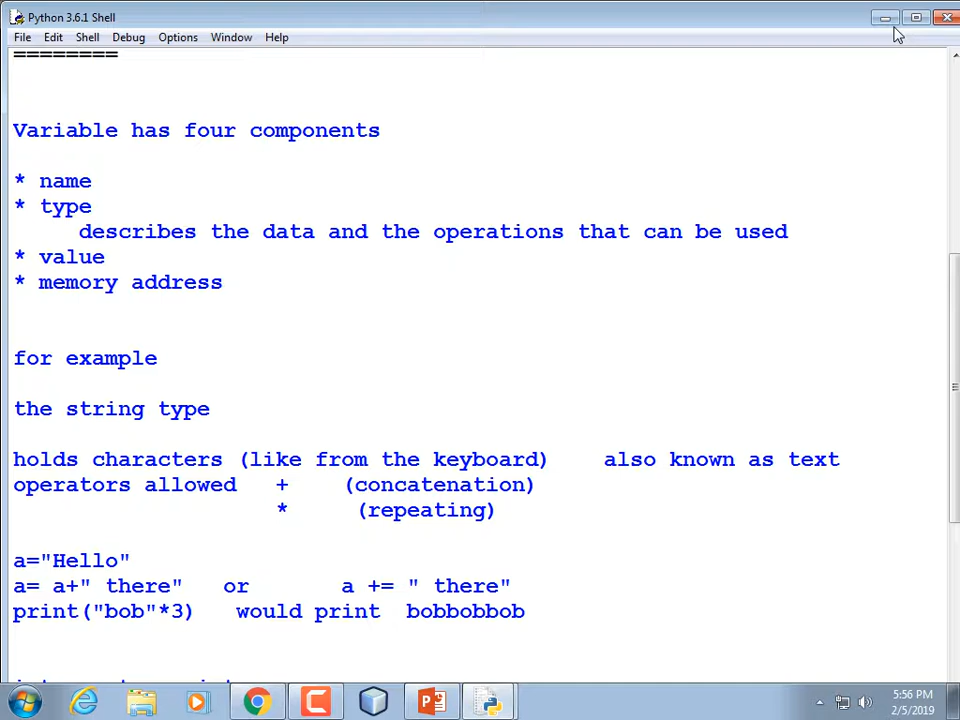 Python 3.6.1 Shell
File Edit Shell Debug Options Window Help
========
Variable has four components
* name
* type
describes the data and the operations that can be used
* value
* memory address
for example
the string type
holds characters (like from the keyboard) also known as text
operators allowed + (concatenation)
* (repeating)
a="Hello"
a= a+" there" or a += " there"
print("bob"*3) would print bobbobbob
5:56 PM
2/5/2019